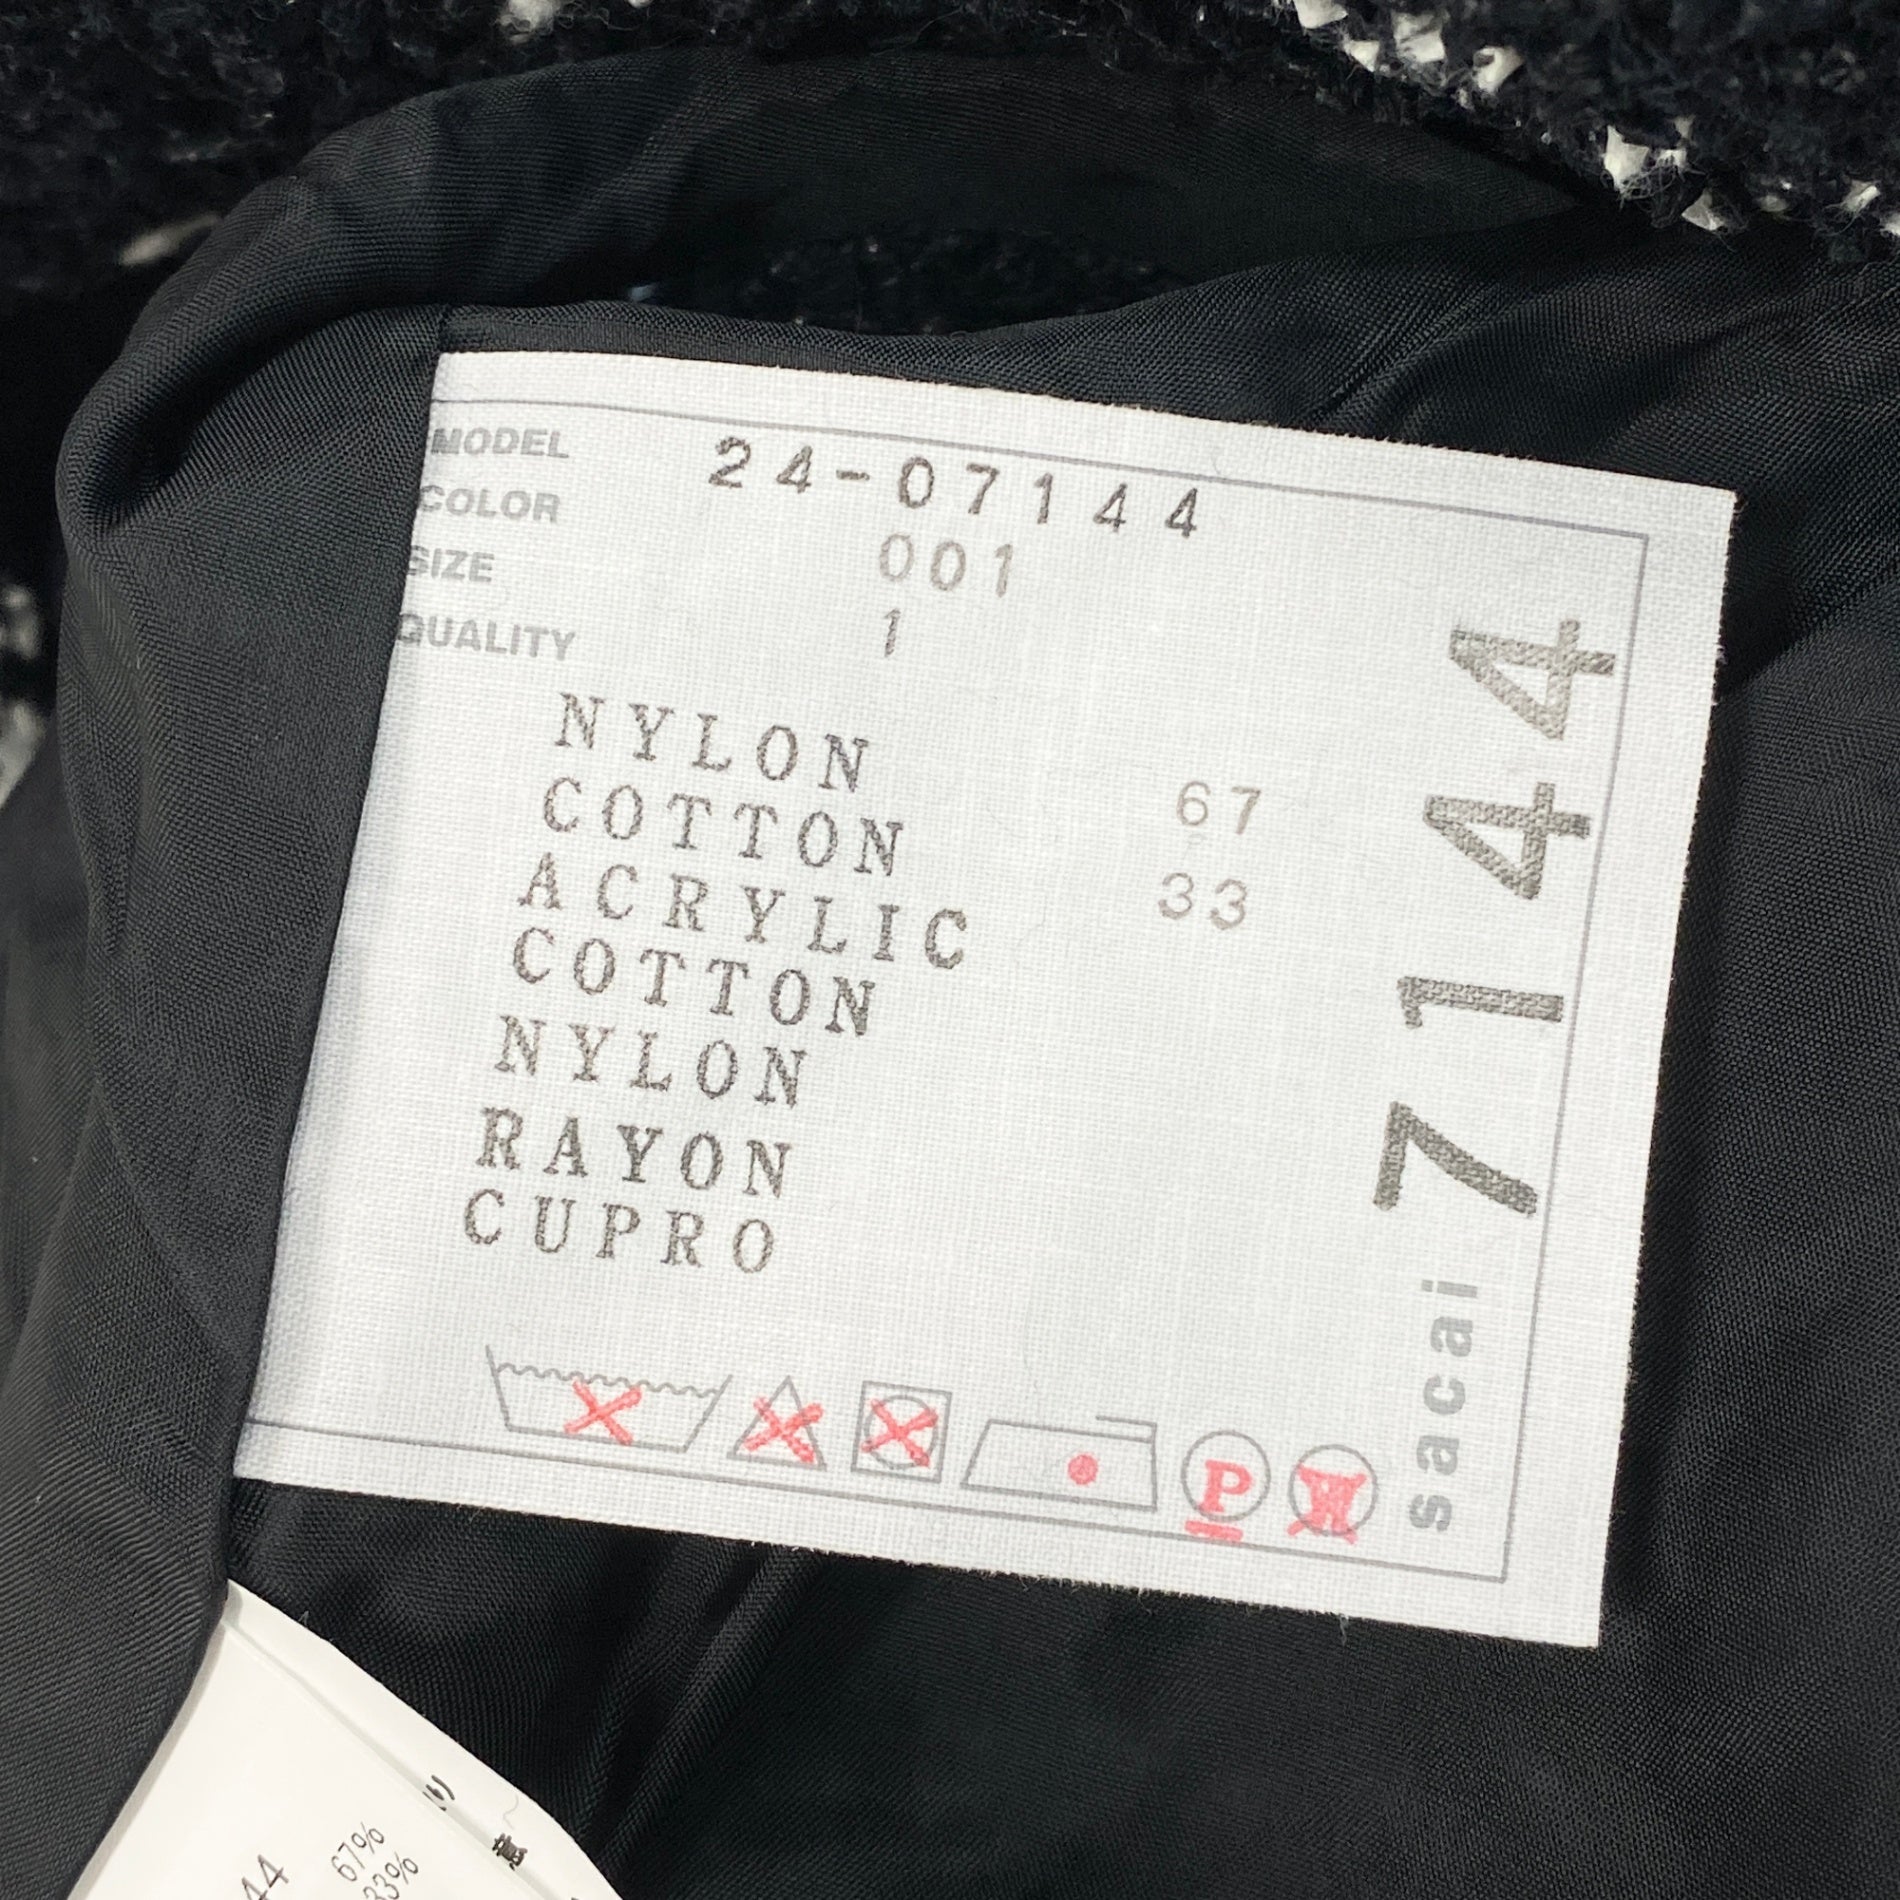 MODEL 24-07144
COLOR 001
SIZE 1
QUALITY
NYLON 67
COTTON 33
ACRYLIC
COTTON
NYLON
RAYON
CUPRO
P
W
sacai 7144
44
67%
33%
意